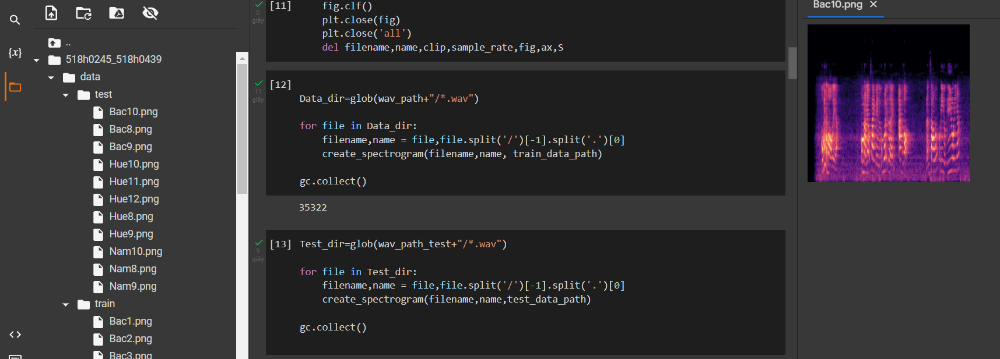 {x}
..
518h0245_518h0439
data
test
Bac10.png
Bac8.png
Bac9.png
Hue10.png
Hue11.png
Hue12.png
Hue8.png
Hue9.png
Nam10.png
Nam8.png
Nam9.png
train
Bac1.png
Bac2.png
Bac3.png
0
giây
[11]
fig.clf()
plt.close(fig)
plt.close('all')
del filename,name,clip,sample_rate,fig,ax,S
11
giây
[12]
Data_dir=glob(wav_path+"/*.wav")
for file in Data_dir:
filename,name = file,file.split('/')[-1].split('.')[0]
create_spectrogram(filename,name, train_data_path)
gc.collect()
35322
9
giây
[13] Test_dir=glob(wav_path_test+"/*.wav")
for file in Test_dir:
filename,name = file,file.split('/')[-1].split('.')[0]
create_spectrogram(filename,name,test_data_path)
gc.collect()
Bac10.png